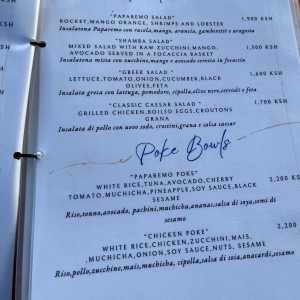 "PAPAREMO SALAD"
ROCKET,MANGO ORANGE, SHRIMPS AND LOBSTER 1,900 KSH
Insalatona Paparemo con rucola,mango, arancia, gamberetti e aragosta
"SHAMBA SALAD"
MIXED SALAD WITH RAW ZUCCHINI,MANGO, 1,500 KSH
AVOCADO SERVED IN A FOCACCIA BASKET
Insalatona mista con zucchine,mango e avocado servita in focaccia
"GREEK SALAD" 1,600 KSH
LETTUCE,TOMATO,ONION,CUCUMBER,BLACK
OLIVES,FETA
Insalata greca con lattuga, pomodoro, cipolla,olive nere,cetrioli e feta
"CLASSIC CAESAR SALAD" 1,700 KSH
GRILLED CHICKEN,BOILED EGGS,CROUTONS
GRANA
Insalata di pollo con uovo sodo, crostini,grana e salsa caesar
Poke Bowls
"PAPAREMO POKE" 2,200
WHITE RICE,TUNA,AVOCADO,CHERRY
TOMATO,MUCHICHA,PINEAPPLE,SOY SAUCE,BLACK
SESAME
Riso,tonno,avocado, pachini,muchicha,ananas,salsa di soya,semi di
sesamo
"CHICKEN POKE" 2,200
WHITE RICE,CHICKEN,ZUCCHINI,MAIS
,MUCHICHA,ONION,SOY SAUCE,NUTS, SESAME
Riso,pollo,zucchine,mais,muchicha, cipolla,salsa di soia,anacardi,semi
sesamo